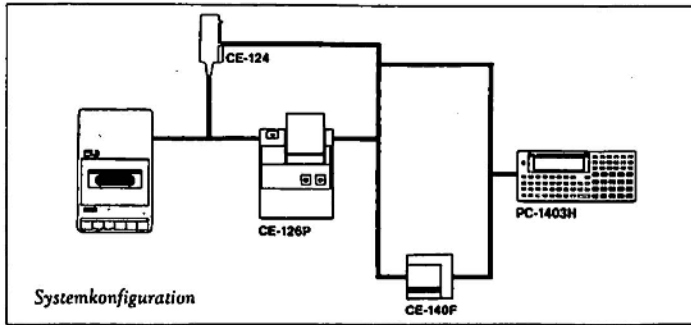 CE-124
CE-126P
PC-1403H
CE-140F
Systemkonfiguration